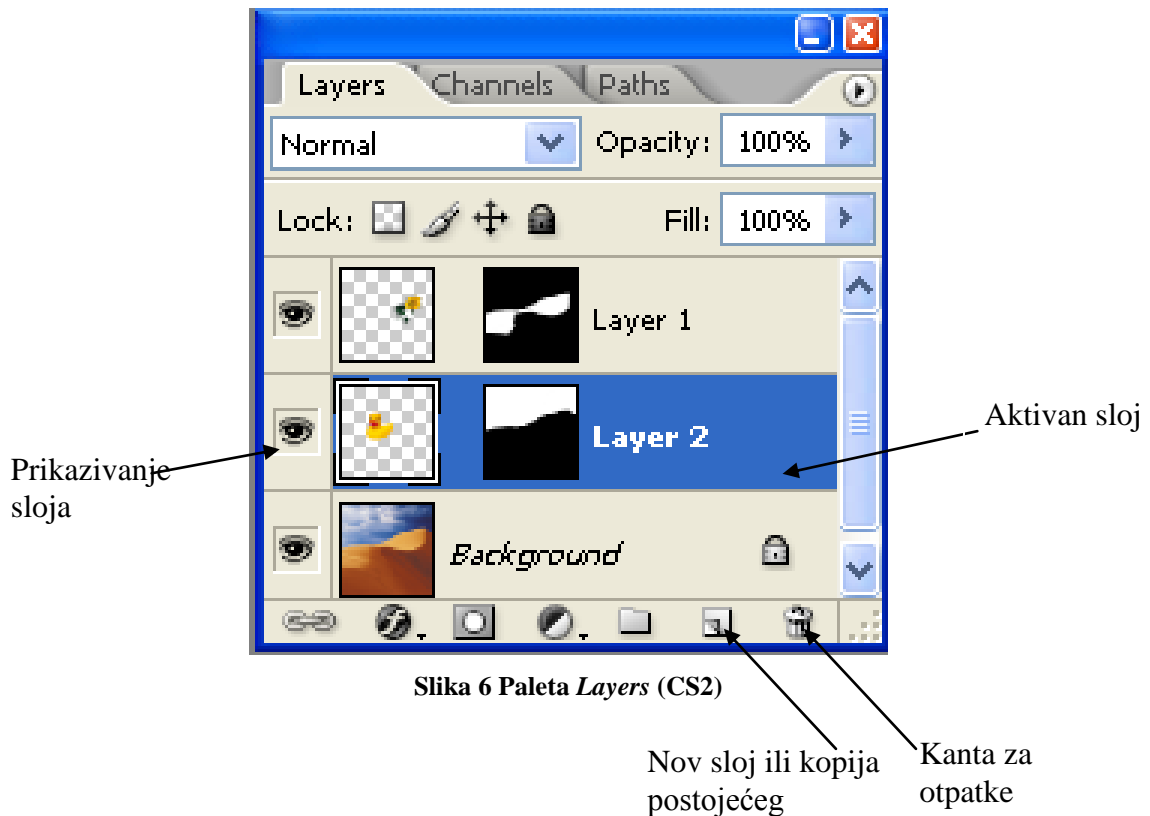 Layers Channels Paths
Normal Opacity: 100%
Lock: Fill: 100%
Layer 1
Layer 2
Background
Aktivan sloj
Prikazivanje
sloja
Slika 6 Paleta Layers (CS2)
Nov sloj ili kopija
postojećeg
Kanta za
otpatke